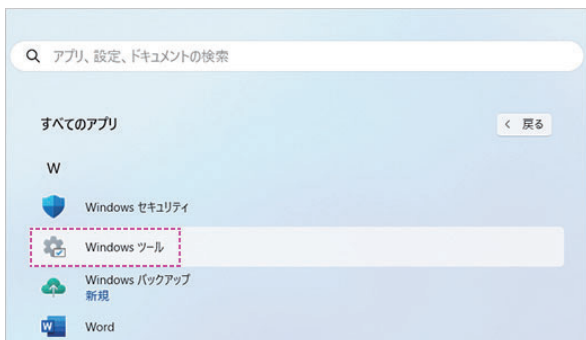 アプリ、設定、ドキュメントの検索
すべてのアプリ
< 戻る
W
Windows セキュリティ
Windows ツール
Windows バックアップ
新規
W
Word